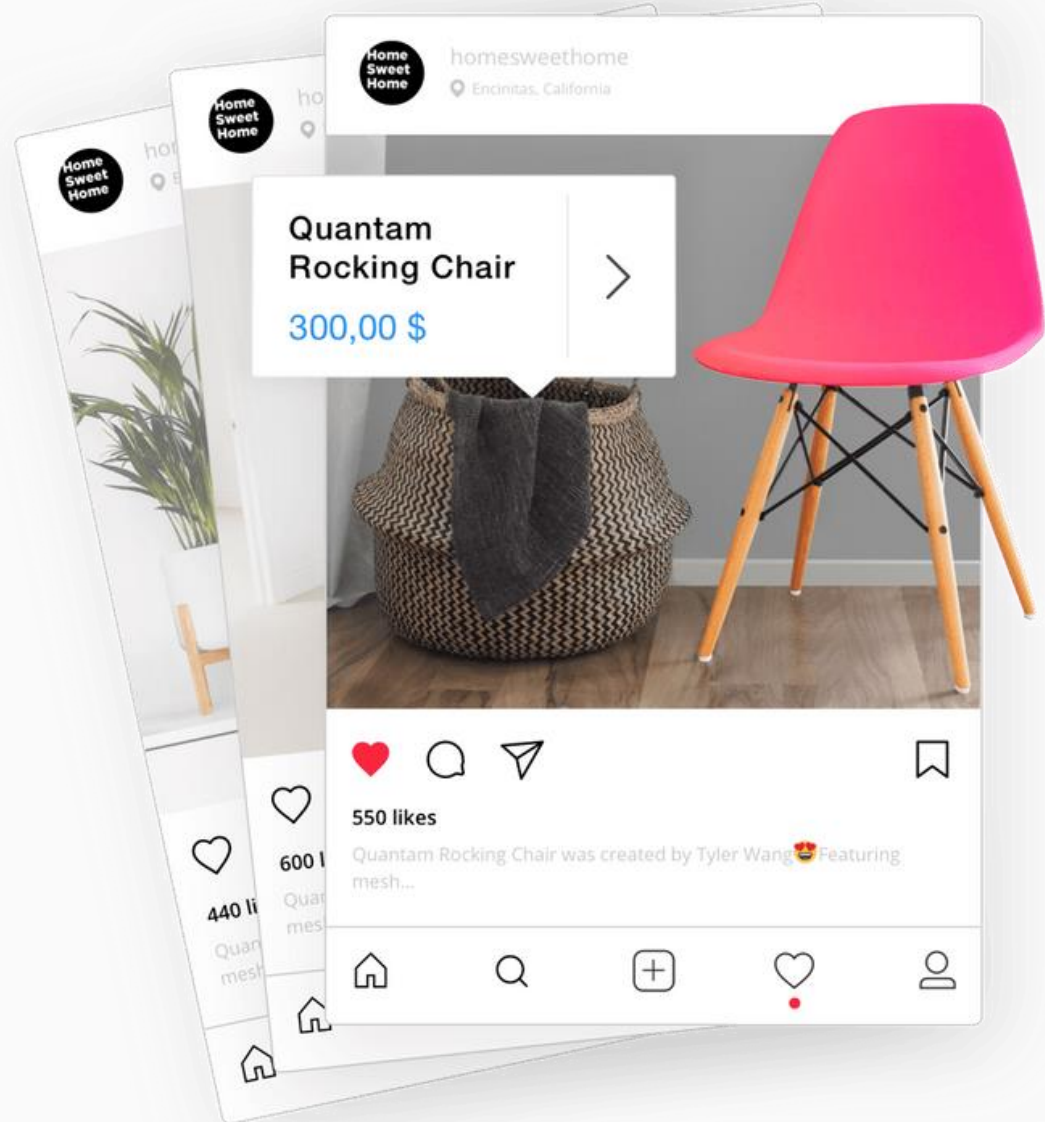 Home
Sweet
Home
homesweethome
Encinitas, California
Home
Sweet
Home
Home
Sweet
Home
Quantam
Rocking Chair
300,00 $
550 likes
Quantam Rocking Chair was created by Tyler Wang😍Featuring
mesh...
600
440